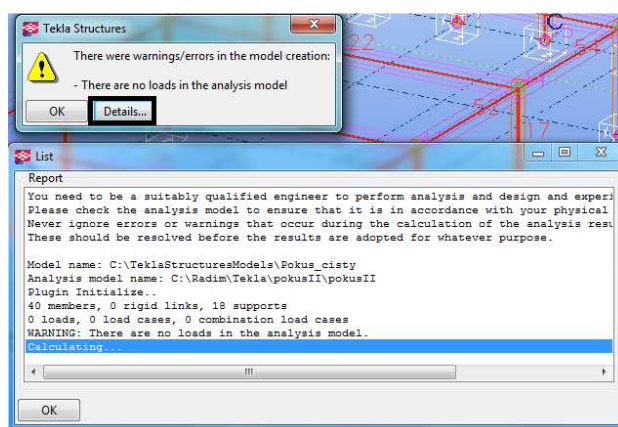 Tekla Structures
There were warnings/errors in the model creation:
- There are no loads in the analysis model
OK
Details...
22
C
54
52
17
List
Report
You need to be a suitably qualified engineer to perform analysis and design and experi
Please check the analysis model to ensure that it is in accordance with your physical
Never ignore errors or warnings that occur during the calculation of the analysis resu
These should be resolved before the results are adopted for whatever purpose.
Model name: C:\TeklaStructuresModels\Pokus_cisty
Analysis model name: C:\Radim\Tekla\pokusII\pokusII
Plugin Initialize..
40 members, 0 rigid links, 18 supports
0 loads, 0 load cases, 0 combination load cases
WARNING: There are no loads in the analysis model.
Calculating...
OK